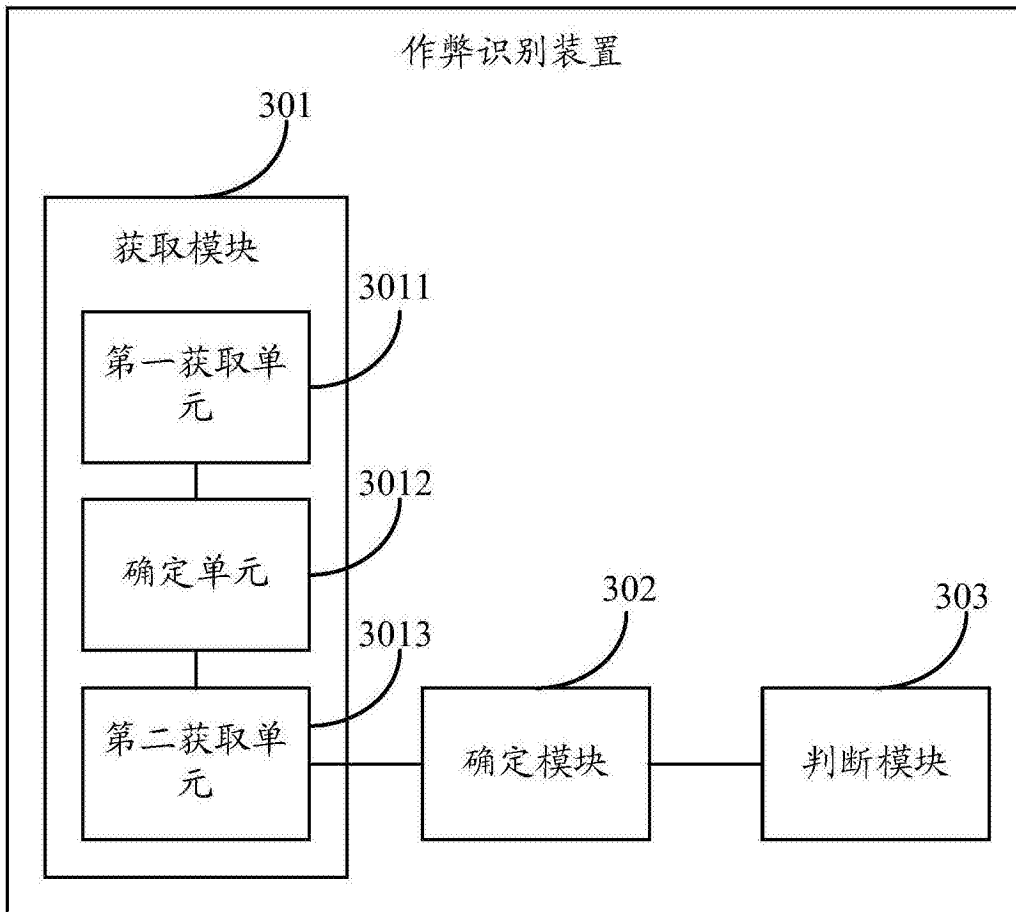 作弊识别装置
301
获取模块
3011
第一获取单
元
3012
确定单元
3013
第二获取单
元
302
确定模块
303
判断模块